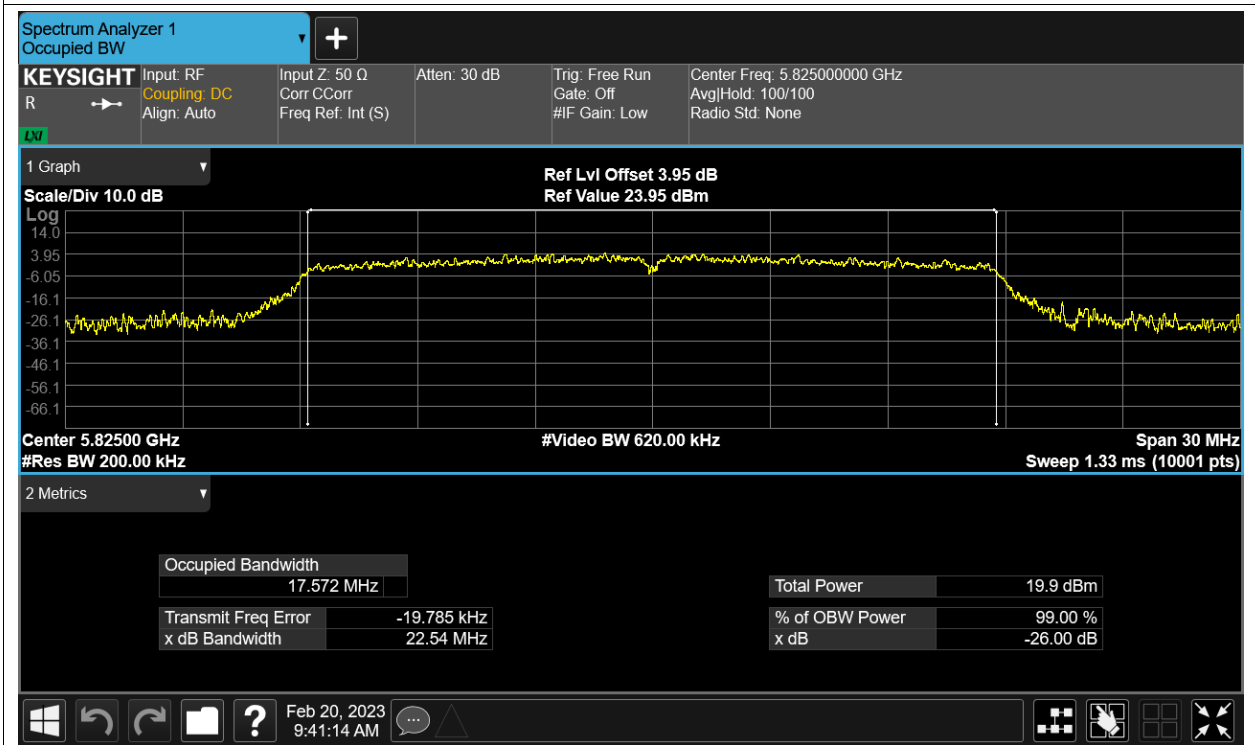 Spectrum Analyzer 1
Occupied BW
KEYSIGHT
R
LXI
Input: RF
Coupling: DC
Align: Auto
Input Z: 50 Ω
Corr CCorr
Freq Ref: Int (S)
Atten: 30 dB
Trig: Free Run
Gate: Off
#IF Gain: Low
Center Freq: 5.825000000 GHz
Avg|Hold: 100/100
Radio Std: None
1 Graph
Scale/Div 10.0 dB
Ref Lvl Offset 3.95 dB
Ref Value 23.95 dBm
Log
14.0
3.95
-6.05
-16.1
-26.1
-36.1
-46.1
-56.1
-66.1
Center 5.82500 GHz
#Video BW 620.00 kHz
Span 30 MHz
#Res BW 200.00 kHz
Sweep 1.33 ms (10001 pts)
2 Metrics
Occupied Bandwidth
17.572 MHz
Total Power 19.9 dBm
Transmit Freq Error -19.785 kHz
% of OBW Power 99.00 %
x dB Bandwidth 22.54 MHz
x dB -26.00 dB
?
Feb 20, 2023
9:41:14 AM